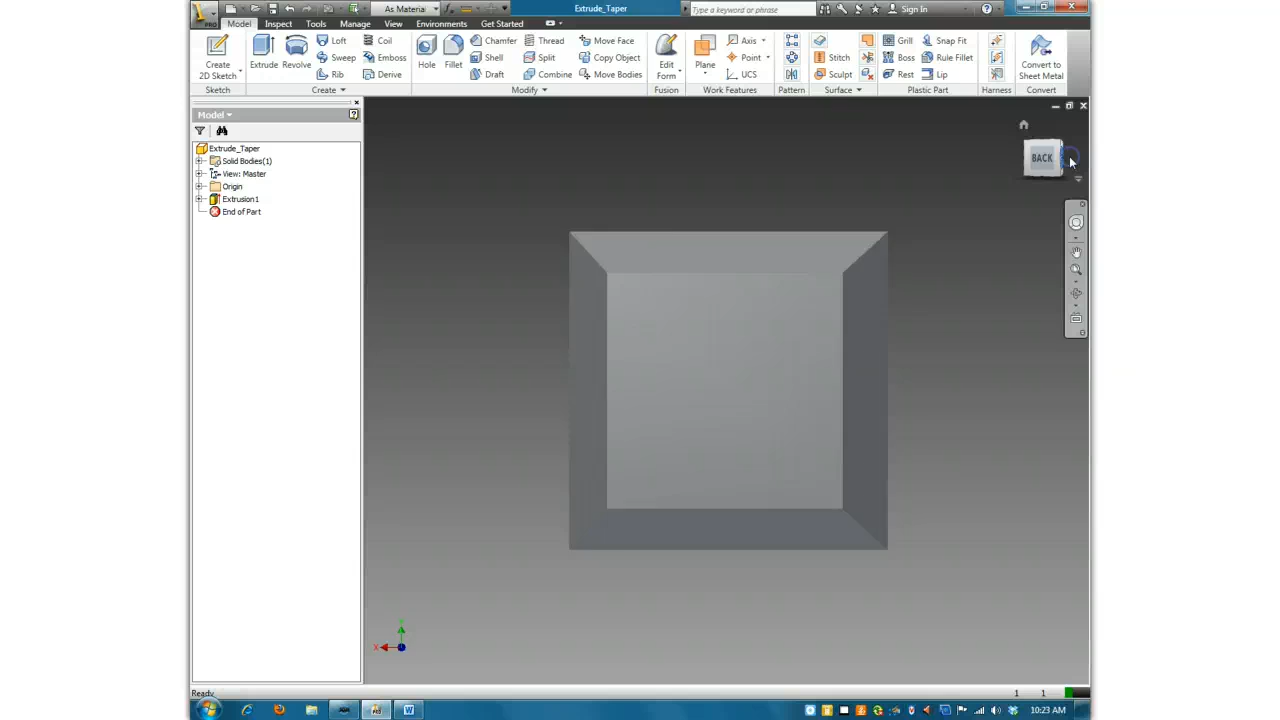 As Material
Extrude_Taper
Type a keyword or phrase
Sign In
PRO
Model
Inspect
Tools
Manage
View
Environments
Get Started
Create
2D Sketch
Extrude
Revolve
Loft
Sweep
Rib
Coil
Emboss
Derive
Hole
Fillet
Chamfer
Shell
Draft
Thread
Split
Combine
Move Face
Copy Object
Move Bodies
Edit
Form
Plane
Axis
Point
UCS
Stitch
Sculpt
Grill
Boss
Rest
Snap Fit
Rule Fillet
Lip
Convert to
Sheet Metal
Sketch
Create
Modify
Fusion
Work Features
Pattern
Surface
Plastic Part
Harness
Convert
Model
Extrude_Taper
Solid Bodies(1)
View: Master
Origin
Extrusion1
End of Part
BACK
X
Ready
1 1
10:23 AM